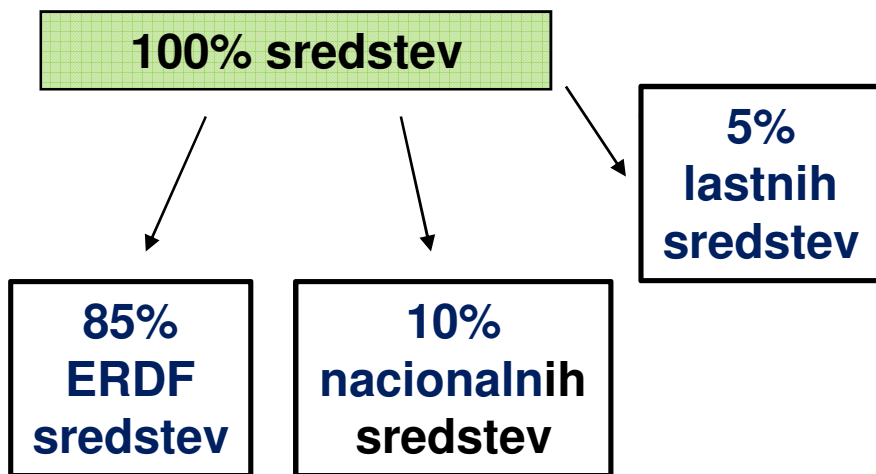 100% sredstev
5%
lastnih
sredstev
85%
ERDF
sredstev
10%
nacionalnih
sredstev